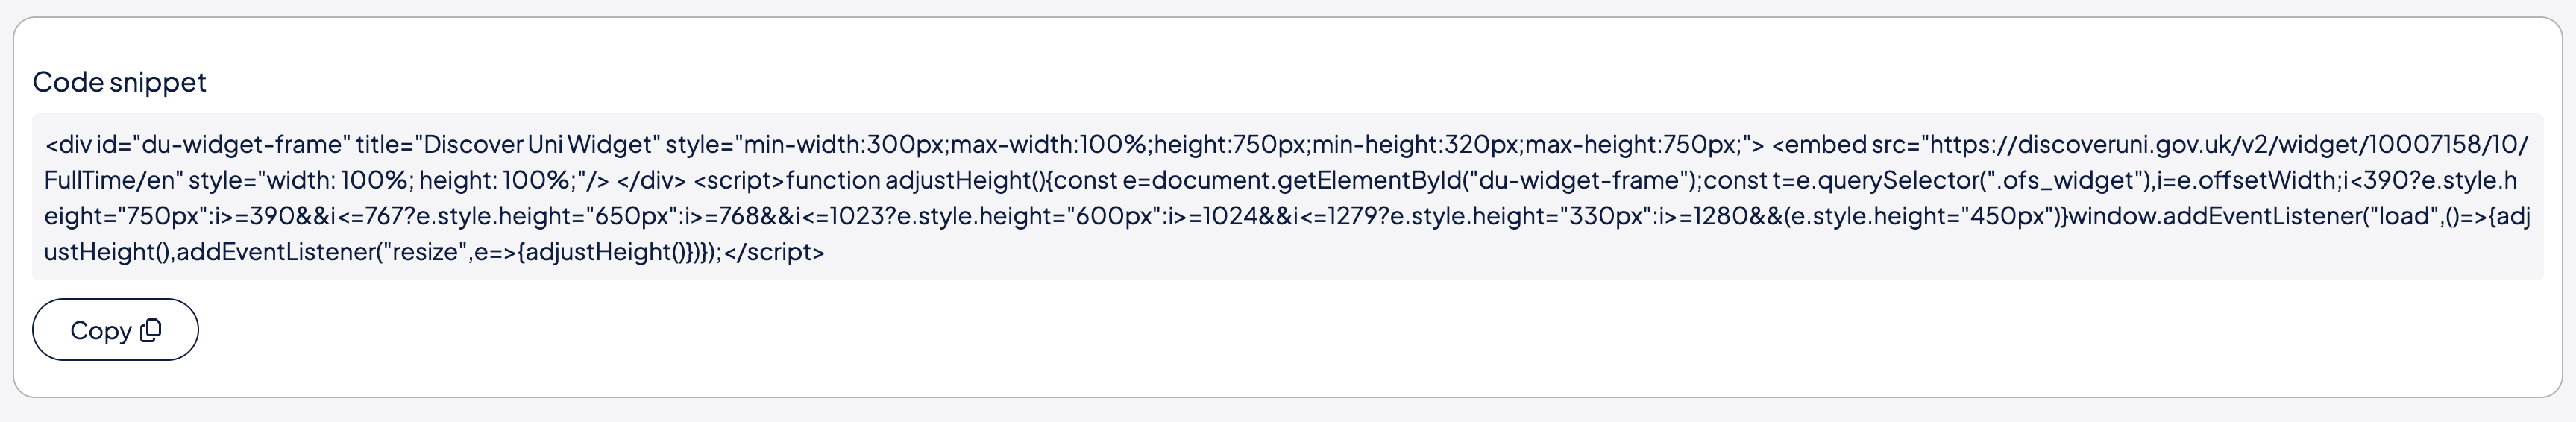 Code snippet
<div id="du-widget-frame" title="Discover Uni Widget" style="min-width:300px;max-width:100%;height:750px;min-height:320px;max-height:750px;"> <embed src="https://discoveruni.gov.uk/v2/widget/10007158/10/
FullTime/en" style="width: 100%; height: 100%;"/> </div> <script>function adjustHeight(){const e=document.getElementById("du-widget-frame");const t=e.querySelector(".ofs_widget"),i=e.offsetWidth;i<390?e.style.h
eight="750px":i>=390&&i<=767?e.style.height="650px":i>=768&&i<=1023?e.style.height="600px":i>=1024&&i<=1279?e.style.height="330px":i>=1280&&(e.style.height="450px")}window.addEventListener("load",()=>{adj
ustHeight(),addEventListener("resize",e=>{adjustHeight()})});</script>
Copy